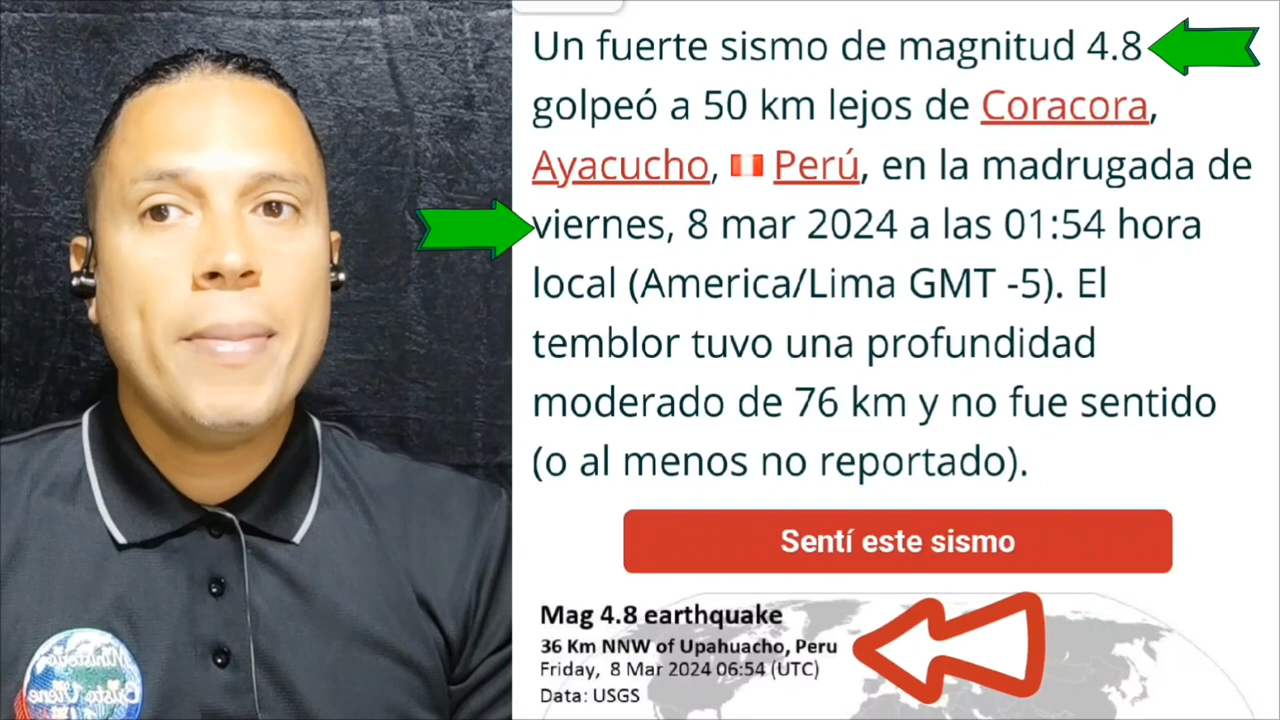 Un fuerte sismo de magnitud 4.8
golpeó a 50 km lejos de Coracora,
Ayacucho, 🇵🇪 Perú, en la madrugada de
viernes, 8 mar 2024 a las 01:54 hora
local (America/Lima GMT -5). El
temblor tuvo una profundidad
moderado de 76 km y no fue sentido
(o al menos no reportado).
Sentí este sismo
Mag 4.8 earthquake
36 Km NNW of Upahuacho, Peru
Friday, 8 Mar 2024 06:54 (UTC)
Data: USGS
Ministerio
Cristo Viene